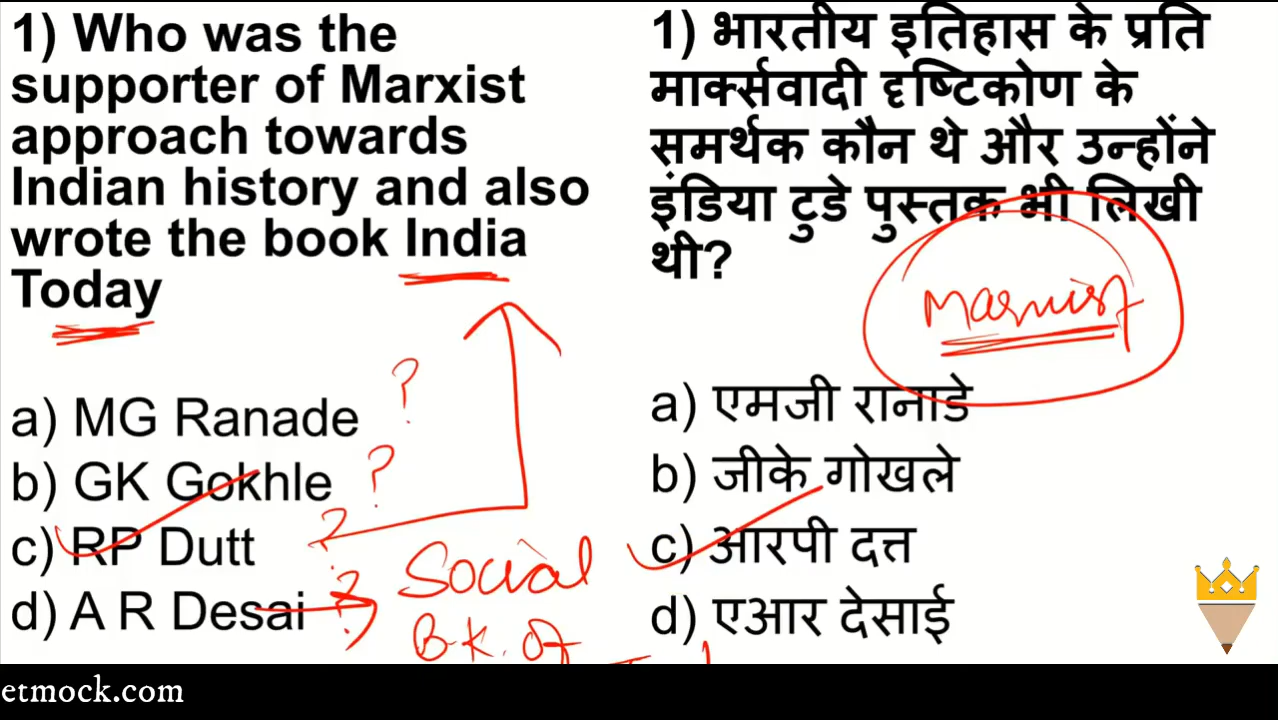 1) Who was the
supporter of Marxist
approach towards
Indian history and also
wrote the book India
Today
a) MG Ranade
b) GK Gokhle
c) RP Dutt
d) A R Desai
? 
?
?
?
Social
B.K. of
1) भारतीय इतिहास के प्रति
मार्क्सवादी दृष्टिकोण के
समर्थक कौन थे और उन्होंने
इंडिया टुडे पुस्तक भी लिखी
थी?
Marxist
a) एमजी रानाडे
b) जीके गोखले
c) आरपी दत्त
d) एआर देसाई
etmock.com